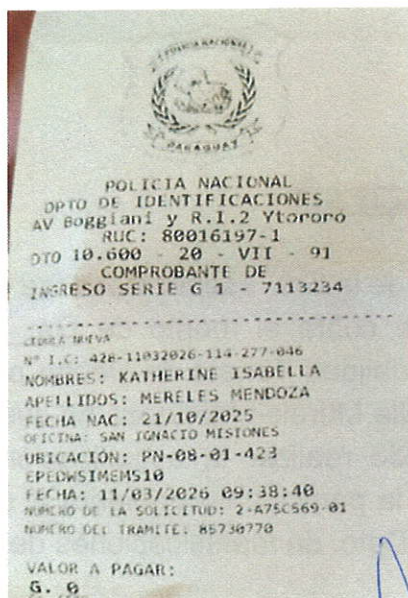 POLICIA NACIONAL
PARAGUAY
POLICIA NACIONAL
DPTO DE IDENTIFICACIONES
AV Boggiani y R.I.2 Ytororo
RUC: 80016197-1
DTO 10.600 - 20 - VII - 91
COMPROBANTE DE
INGRESO SERIE G 1 - 7113234
CEDULA NUEVA
Nº I.C: 428-11032026-114-277-046
NOMBRES: KATHERINE ISABELLA
APELLIDOS: MERELES MENDOZA
FECHA NAC: 21/10/2025
OFICINA: SAN IGNACIO MISIONES
UBICACIÓN: PN-08-01-423
EPEDWSIMEMS10
FECHA: 11/03/2026 09:38:40
NUMERO DE LA SOLICITUD: 2-A75C569-01
NUMERO DEL TRAMITE: 85730770
VALOR A PAGAR:
G. 0